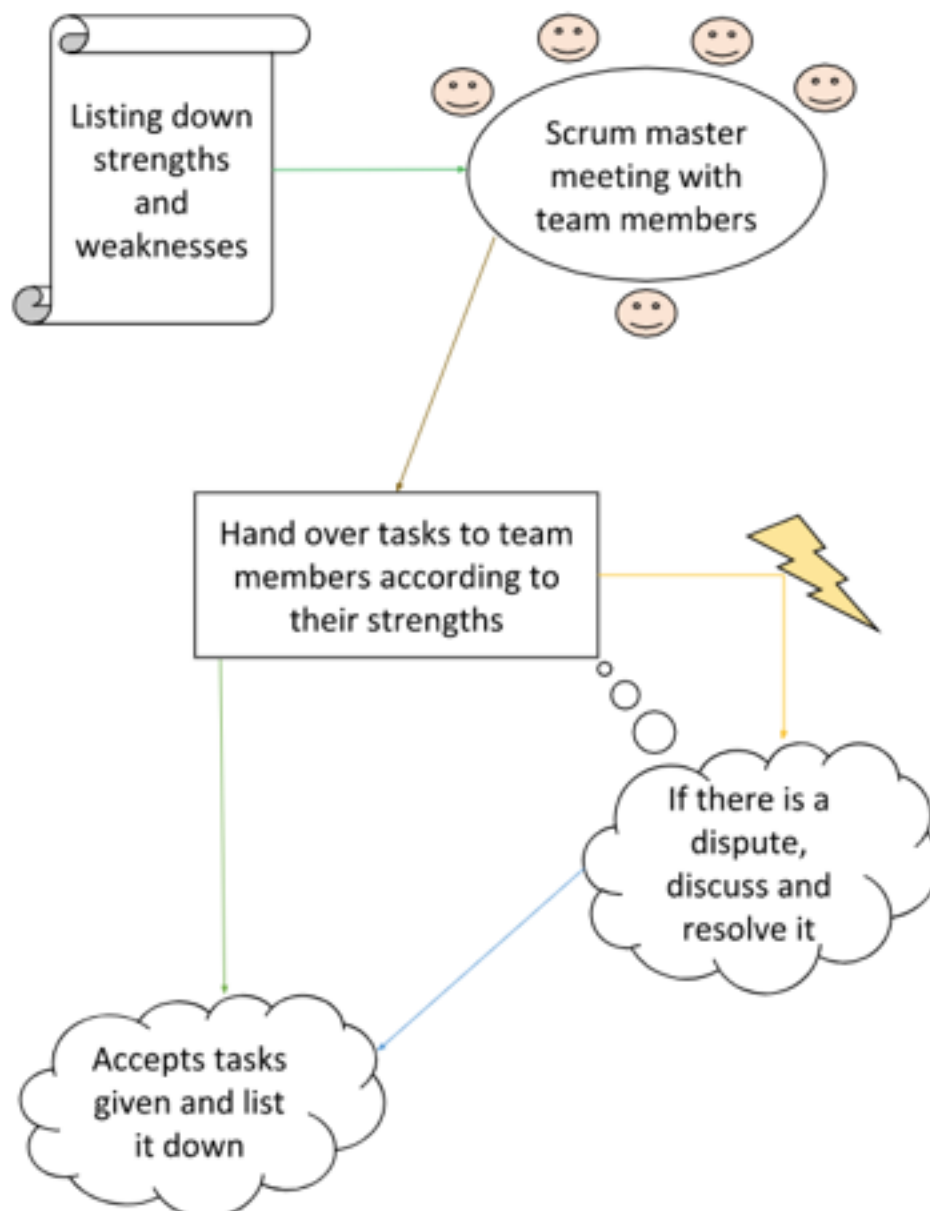 Listing down
strengths
and
weaknesses
Scrum master
meeting with
team members
Hand over tasks to team
members according to
their strengths
If there is a
dispute,
discuss and
resolve it
Accepts tasks
given and list
it down